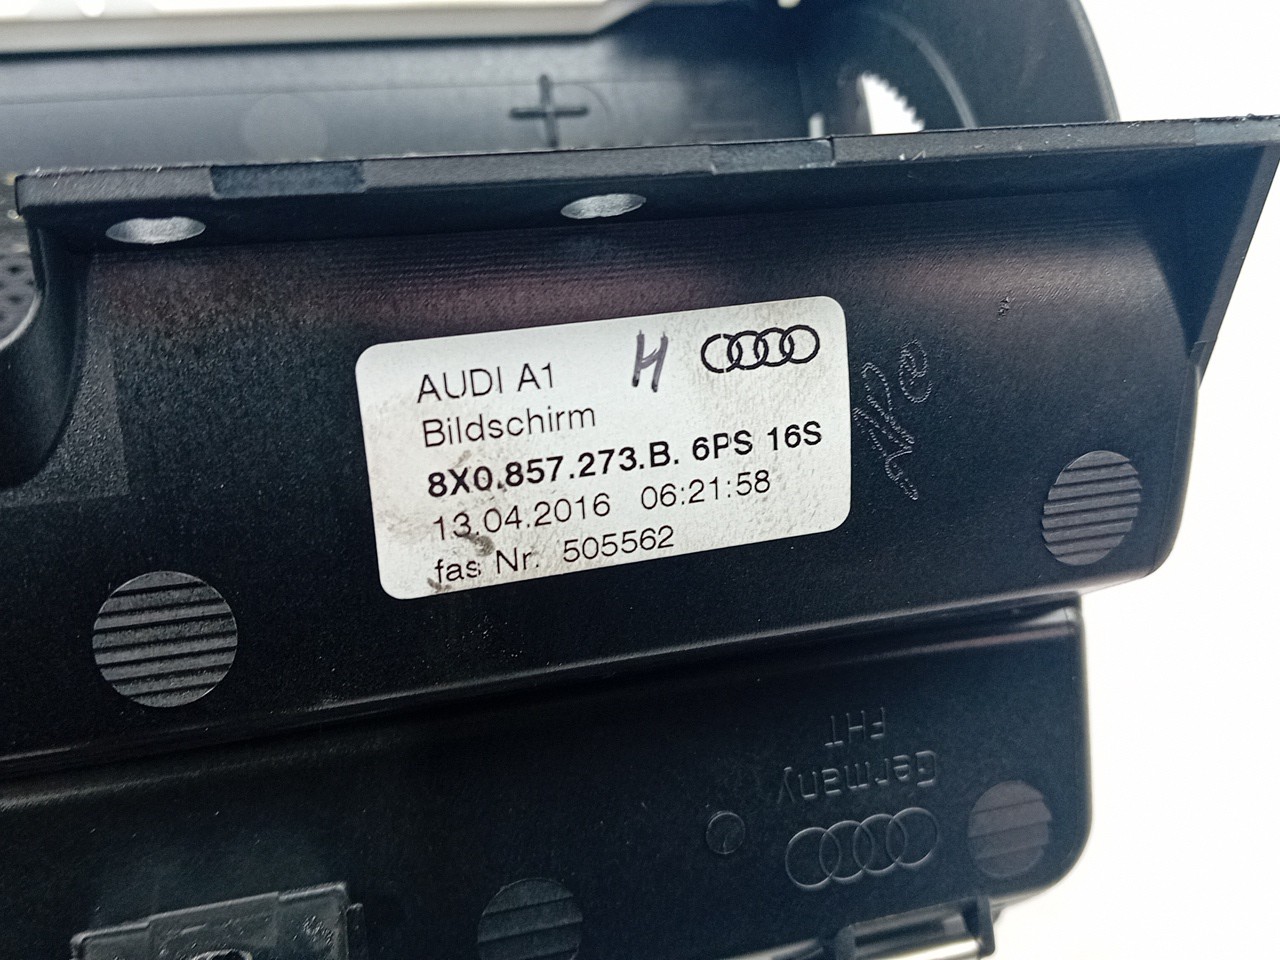 AUDI A1 H
Bildschirm
8X0.857.273.B. 6PS 16S
13.04.2016 06:21:58
fas Nr. 505562
FHT
Germany